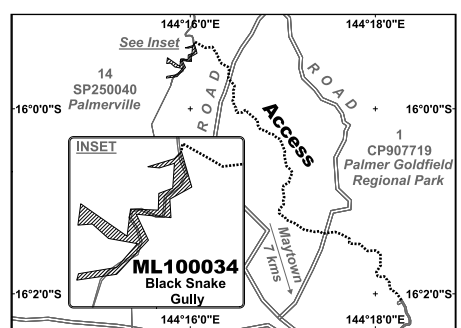 144°16'0"E
144°18'0"E
See Inset
14
SP250040
Palmerville
ROAD
ROAD
16°0'0"S
16°0'0"S
Access
1
CP907719
Palmer Goldfield
Regional Park
INSET
ML100034
Black Snake
Gully
Maytown
7 kms
16°2'0"S
16°2'0"S
144°16'0"E
144°18'0"E